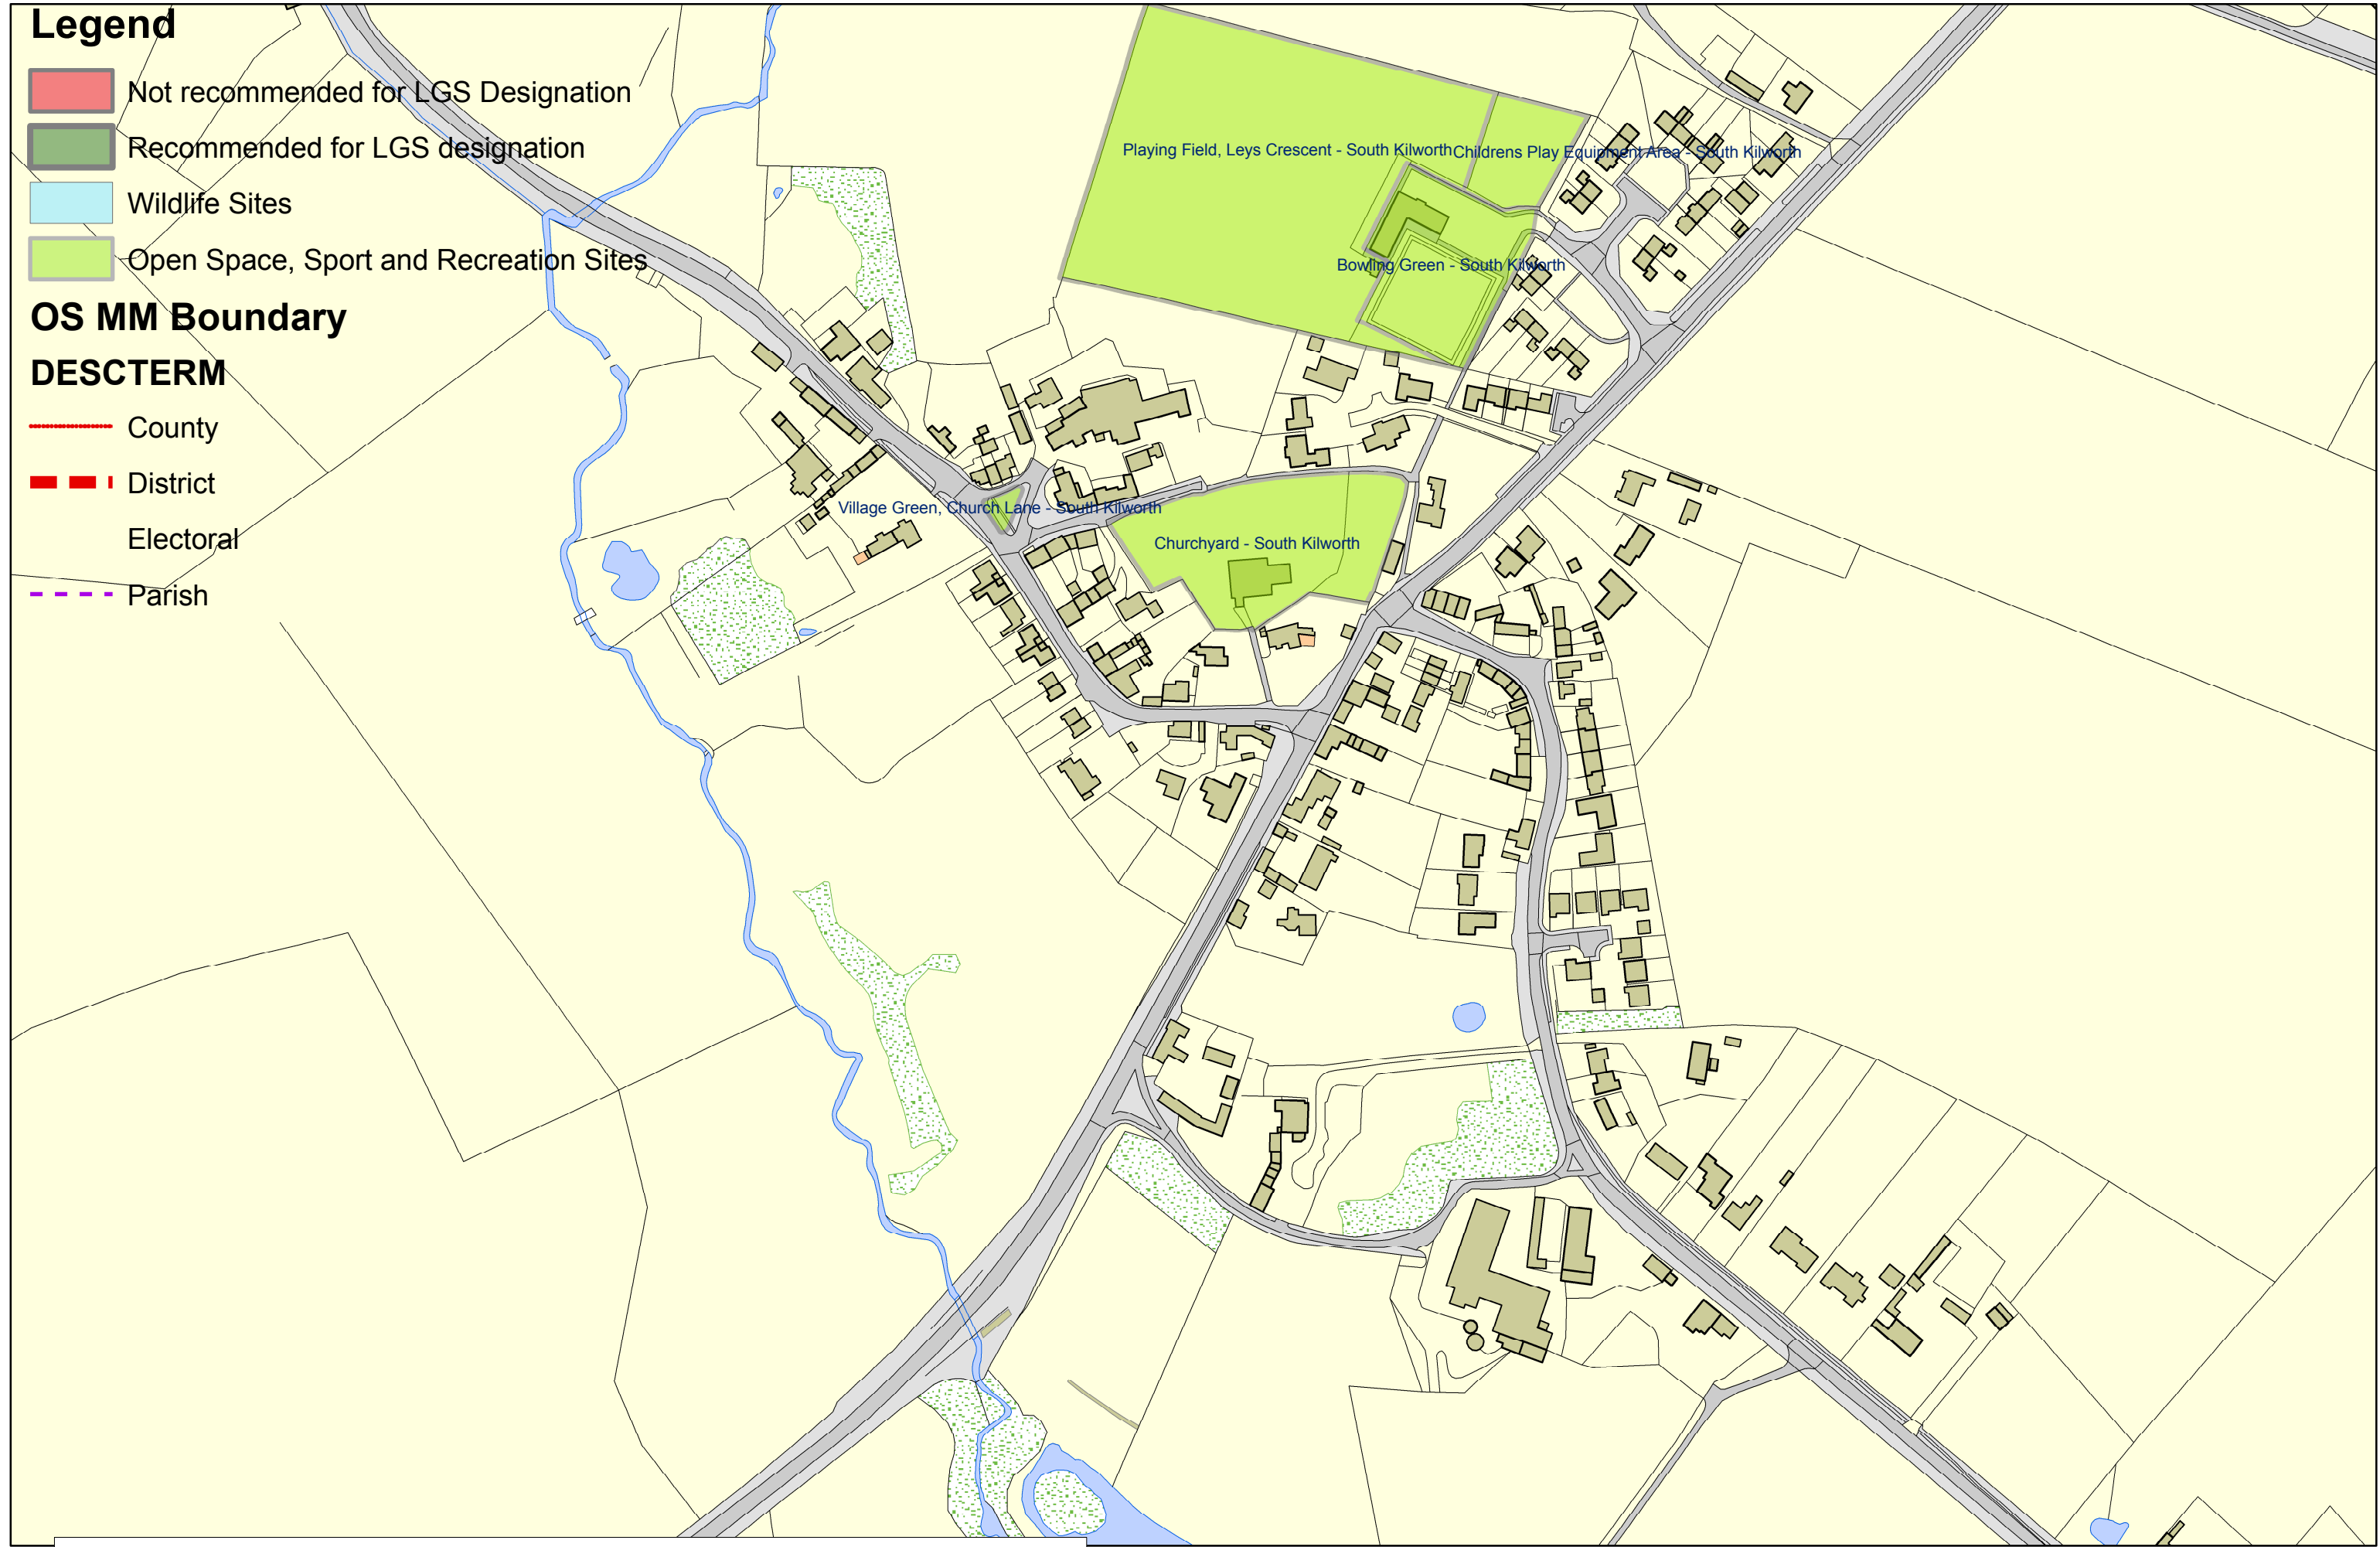 Legend
Not recommended for LGS Designation
Recommended for LGS designation
Wildlife Sites
Open Space, Sport and Recreation Sites
OS MM Boundary
DESCTERM
County
District
Electoral
Parish
Playing Field, Leys Crescent - South Kilworth
Childrens Play Equipment Area - South Kilworth
Bowling Green - South Kilworth
Village Green, Church Lane - South Kilworth
Churchyard - South Kilworth